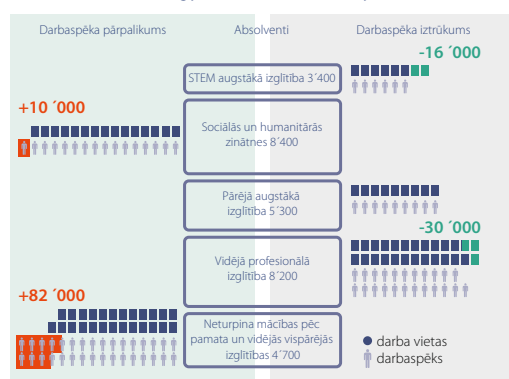 Darbaspēka pārpalikums
Absolventi
Darbaspēka iztrūkums
-16 ´000
STEM augstākā izglītība 3´400
+10 ´000
Sociālās un humanitārās
zinātnes 8´400
Pārējā augstākā
izglītība 5´300
-30 ´000
Vidējā profesionālā
izglītība 8´200
+82 ´000
Neturpina mācības pēc
pamata un vidējās vispārējās
izglītības 4´700
darba vietas
darbaspēks